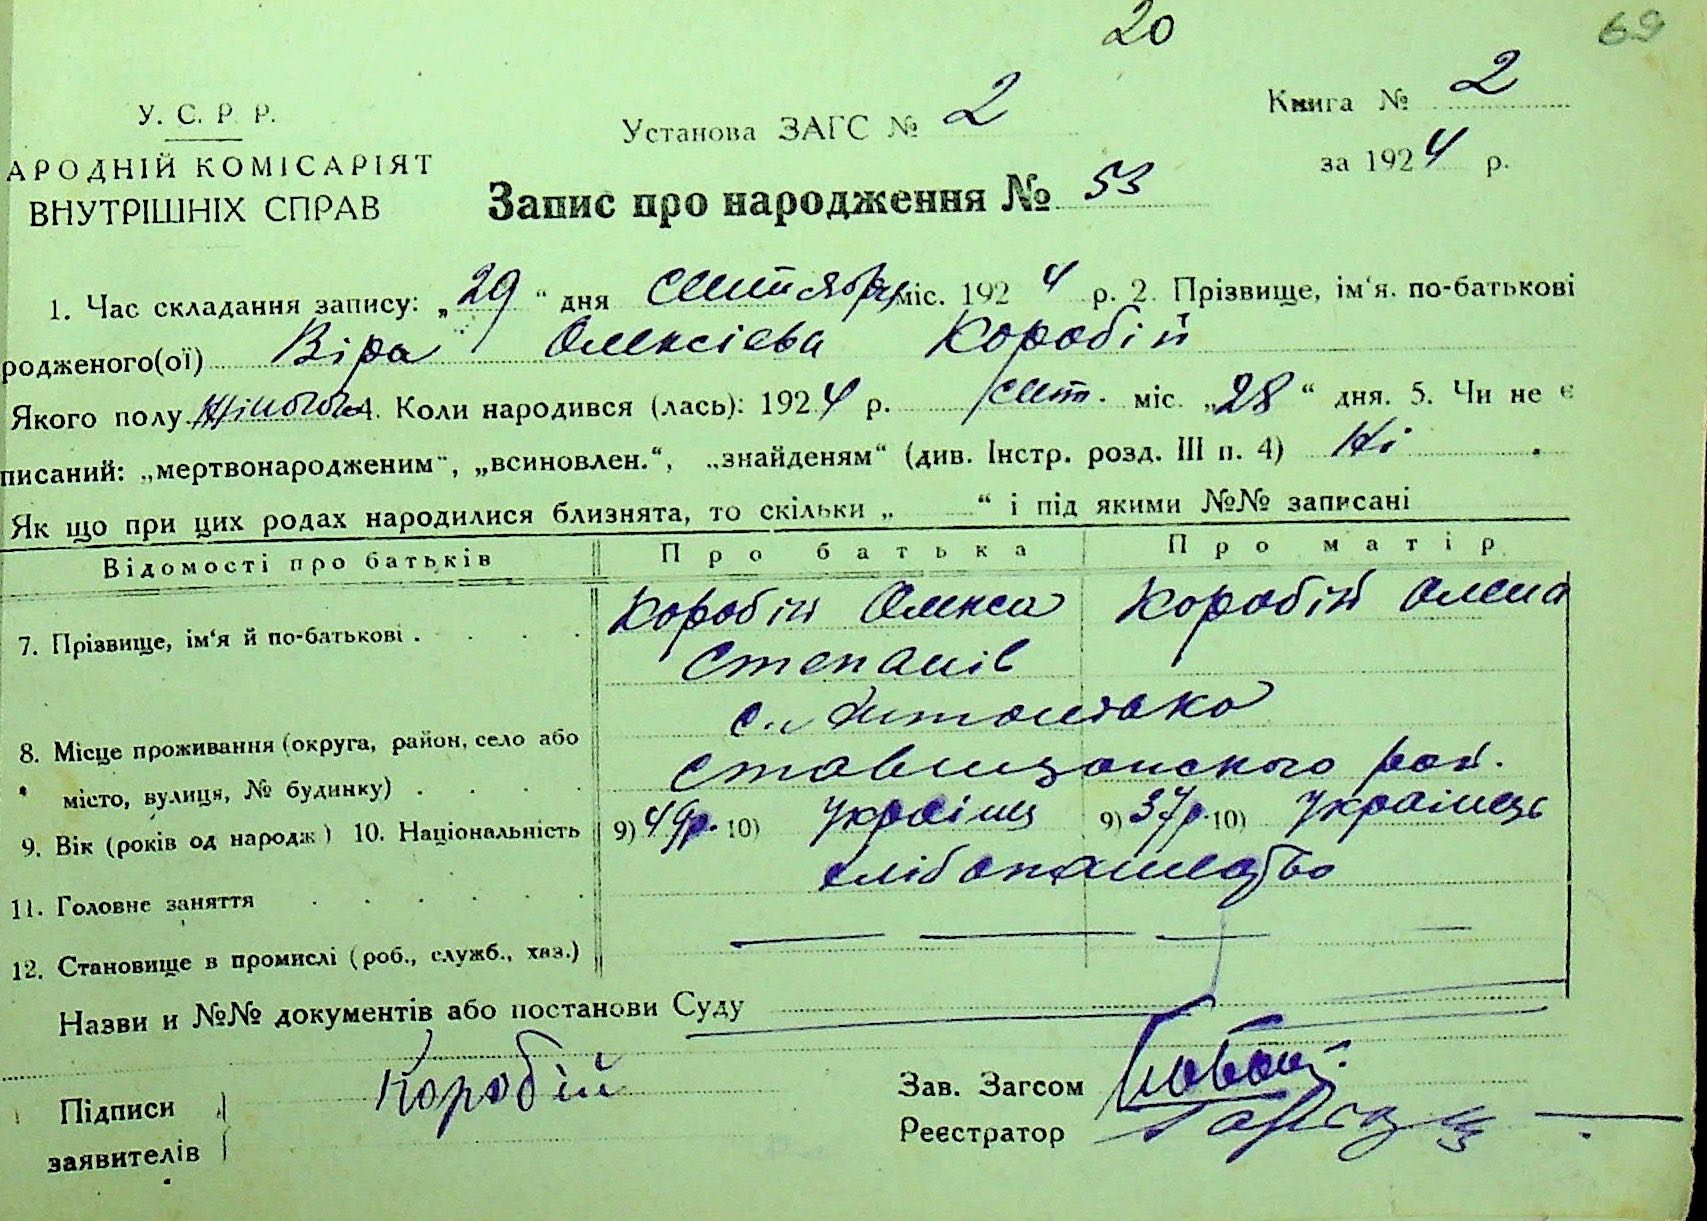 20
69
У. С. Р. Р.
Установа ЗАГС № 2
Книга № 2
АРОДНІЙ КОМІСАРІЯТ
за 1924 р.
ВНУТРІШНІХ СПРАВ
Запис про народження № 53
1. Час складання запису: „29“ дня сентября міс. 1924 р. 2. Прізвище, ім'я. по-батькові
родженого(ої) Віра Олексієва Коробій
Якого полу жіночого 4. Коли народився (лась): 1924 р. сент. міс. „28“ дня. 5. Чи не є
писаний: „мертвонародженим“, „всиновлен.“, „знайденям“ (див. Інстр. розд. III п. 4) Ні
Як що при цих родах народилися близнята, то скільки „ “ і під якими №№ записані
Відомості про батьків Про батька Про матір
7. Прізвище, ім'я й по-батькові . . . . Коробій Олекса Коробій Олена
Степанів
с.
8. Місце проживання (округа, район, село або
місто, вулиця, № будинку) . . . . Ставищанського рай.
9. Вік (років од народж) 10. Національність 9) 49р. 10) Українец 9) 37р. 10) Українець
хлібопашество
11. Головне заняття . . . . . .
12. Становище в промислі (роб., служб., хаз.)
Назви и №№ документів або постанови Суду
Підписи
заявителів
Коробій
Зав. Загсом
Реєстратор